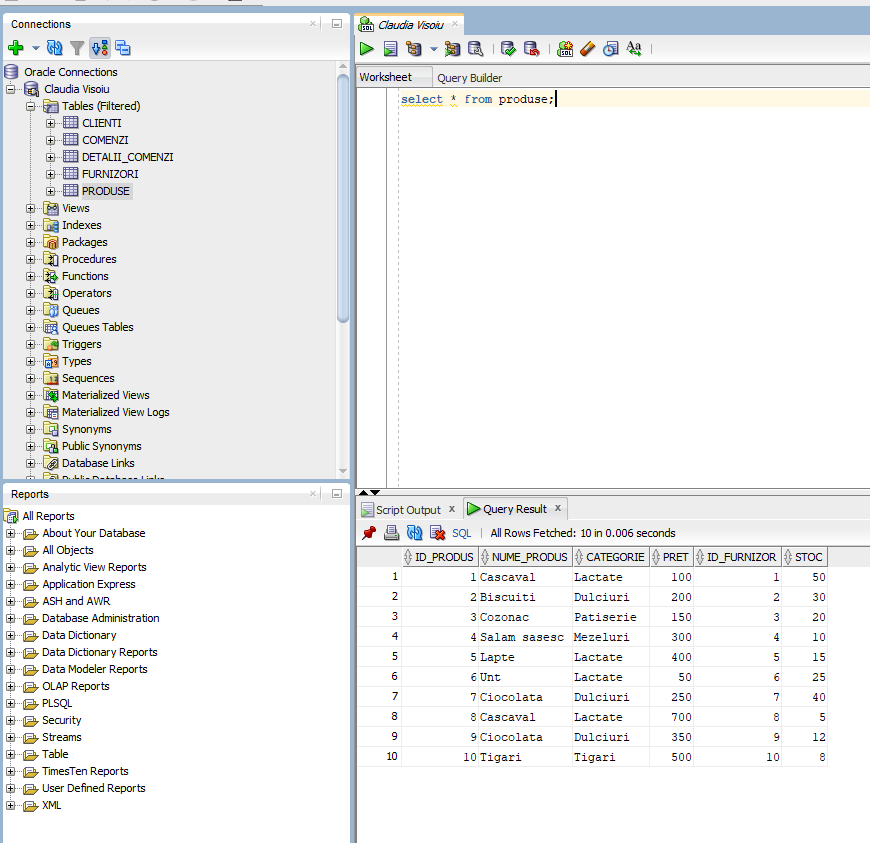 Connections
Oracle Connections
Claudia Visoiu
Tables (Filtered)
CLIENTI
COMENZI
DETALII_COMENZI
FURNIZORI
PRODUSE
Views
Indexes
Packages
Procedures
Functions
Operators
Queues
Queues Tables
Triggers
Types
Sequences
Materialized Views
Materialized View Logs
Synonyms
Public Synonyms
Database Links
Public Database Links
Reports
All Reports
About Your Database
All Objects
Analytic View Reports
Application Express
ASH and AWR
Database Administration
Data Dictionary
Data Dictionary Reports
Data Modeler Reports
OLAP Reports
PLSQL
Security
Streams
Table
TimesTen Reports
User Defined Reports
XML
Claudia Visoiu
Worksheet Query Builder
select * from produse;
Script Output x Query Result x
SQL | All Rows Fetched: 10 in 0.006 seconds
ID_PRODUS NUME_PRODUS CATEGORIE PRET ID_FURNIZOR STOC
1 1 Cascaval Lactate 100 1 50
2 2 Biscuiti Dulciuri 200 2 30
3 3 Cozonac Patiserie 150 3 20
4 4 Salam sasesc Mezeluri 300 4 10
5 5 Lapte Lactate 400 5 15
6 6 Unt Lactate 50 6 25
7 7 Ciocolata Dulciuri 250 7 40
8 8 Cascaval Lactate 700 8 5
9 9 Ciocolata Dulciuri 350 9 12
10 10 Tigari Tigari 500 10 8